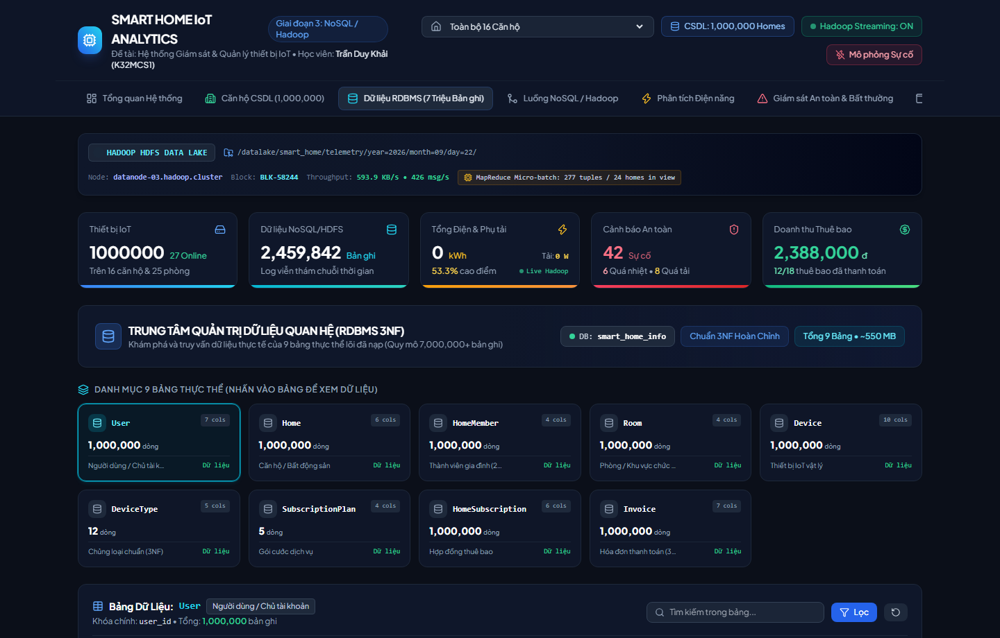 SMART HOME IoT
ANALYTICS
Đề tài: Hệ thống Giám sát & Quản lý thiết bị IoT • Học viên: Trần Duy Khải
(K32MCS1)
Giai đoạn 3: NoSQL /
Hadoop
Toàn bộ 16 Căn hộ
CSDL: 1,000,000 Homes
Hadoop Streaming: ON
Mô phỏng Sự cố
Tổng quan Hệ thống
Căn hộ CSDL (1,000,000)
Dữ liệu RDBMS (7 Triệu Bản ghi)
Luồng NoSQL / Hadoop
Phân tích Điện năng
Giám sát An toàn & Bất thường
HADOOP HDFS DATA LAKE
/datalake/smart_home/telemetry/year=2026/month=09/day=22/
Node: datanode-03.hadoop.cluster Block: BLK-58244 Throughput: 593.9 KB/s • 426 msg/s
MapReduce Micro-batch: 277 tuples / 24 homes in view
Thiết bị IoT
1000000 27 Online
Trên 16 căn hộ & 25 phòng
Dữ liệu NoSQL/HDFS
2,459,842 Bản ghi
Log viễn thám chuỗi thời gian
Tổng Điện & Phụ tải
0 kWh
Tải: 0 W
53.3% cao điểm
Live Hadoop
Cảnh báo An toàn
42 Sự cố
6 Quá nhiệt • 8 Quá tải
Doanh thu Thuê bao
2,388,000 đ
12/18 thuê bao đã thanh toán
TRUNG TÂM QUẢN TRỊ DỮ LIỆU QUAN HỆ (RDBMS 3NF)
Khám phá và truy vấn dữ liệu thực tế của 9 bảng thực thể lõi đã nạp (Quy mô 7,000,000+ bản ghi)
DB: smart_home_info
Chuẩn 3NF Hoàn Chỉnh
Tổng 9 Bảng • ~550 MB
DANH MỤC 9 BẢNG THỰC THỂ (NHẤN VÀO BẢNG ĐỂ XEM DỮ LIỆU)
User
7 cols
1,000,000 dòng
Người dùng / Chủ tài k...
Dữ liệu
Home
6 cols
1,000,000 dòng
Căn hộ / Bất động sản
Dữ liệu
HomeMember
4 cols
1,000,000 dòng
Thành viên gia đình (2...
Dữ liệu
Room
4 cols
1,000,000 dòng
Phòng / Khu vực chức ...
Dữ liệu
Device
10 cols
1,000,000 dòng
Thiết bị IoT vật lý
Dữ liệu
DeviceType
5 cols
12 dòng
Chủng loại chuẩn (3NF)
Dữ liệu
SubscriptionPlan
4 cols
5 dòng
Gói cước dịch vụ
Dữ liệu
HomeSubscription
6 cols
1,000,000 dòng
Hợp đồng thuê bao
Dữ liệu
Invoice
7 cols
1,000,000 dòng
Hóa đơn thanh toán (3...
Dữ liệu
Bảng Dữ Liệu: User
Người dùng / Chủ tài khoản
Khóa chính: user_id • Tổng: 1,000,000 bản ghi
Tìm kiếm trong bảng...
Lọc